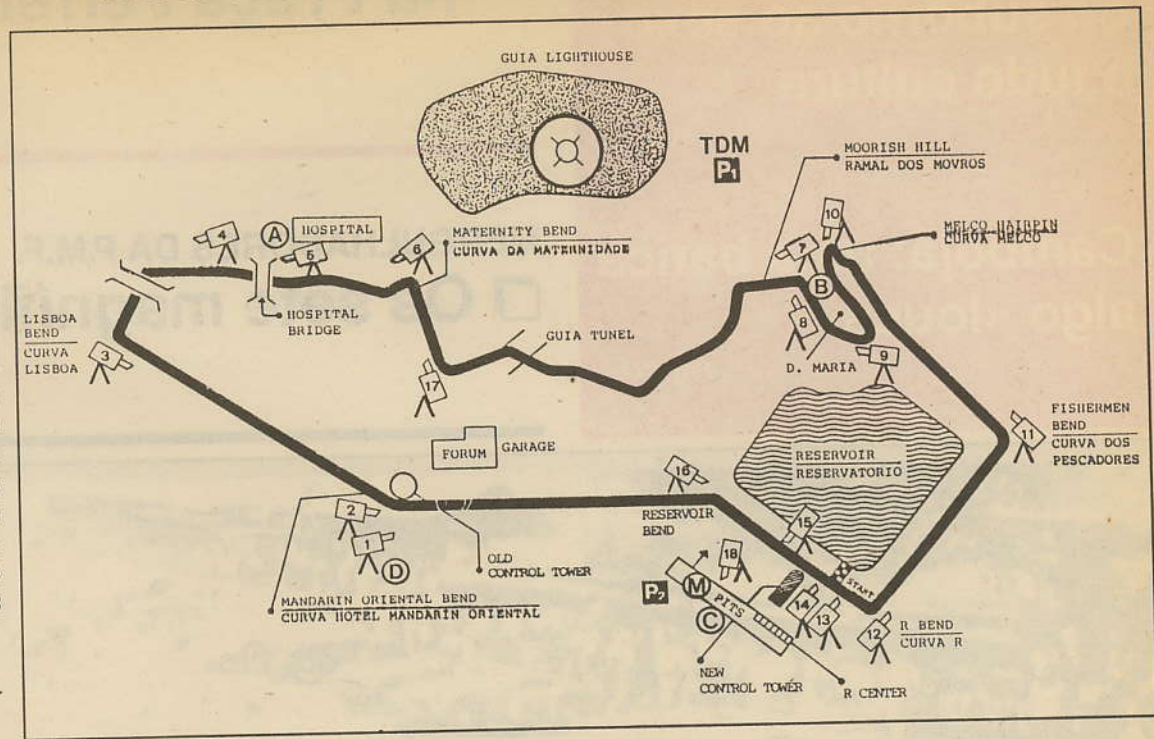 GUIA LIGHTHOUSE
TDM
P1
MOORISH HILL
RAMAL DOS MOVROS
10
MELCO HAIRPIN
CURVA MELCO
4
A
HOSPITAL
5
6
MATERNITY BEND
CURVA DA MATERNIDADE
7
B
8
HOSPITAL
BRIDGE
LISBOA
BEND
CURVA
LISBOA
3
GUIA TUNEL
17
D. MARIA
9
FISHERMEN
BEND
CURVA DOS
PESCADORES
11
FORUM
GARAGE
RESERVOIR
RESERVATORIO
16
RESERVOIR
BEND
2
1
D
OLD
CONTROL TOWER
15
START
18
P2
M
PITS
C
14
13
12
R BEND
CURVA R
MANDARIN ORIENTAL BEND
CURVA HOTEL MANDARIN ORIENTAL
NEW
CONTROL TOWER
R CENTER
DA P.M.F.